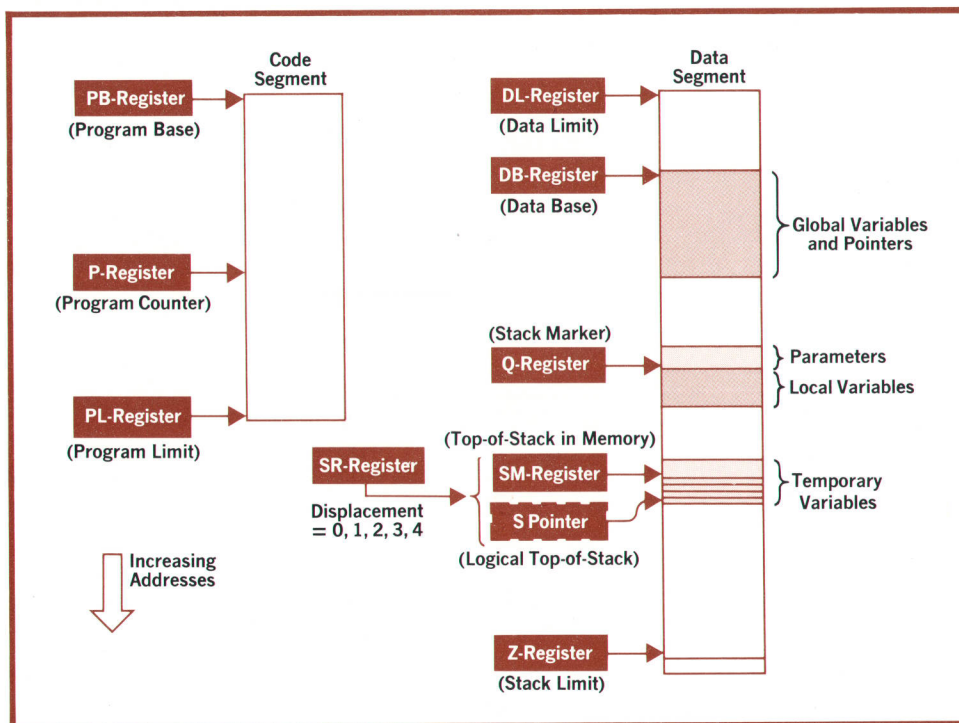 Code
Segment
PB-Register
(Program Base)
P-Register
(Program Counter)
PL-Register
(Program Limit)
SR-Register
Displacement
= 0, 1, 2, 3, 4
Increasing
Addresses
Data
Segment
DL-Register
(Data Limit)
DB-Register
(Data Base)
Global Variables
and Pointers
(Stack Marker)
Q-Register
Parameters
Local Variables
(Top-of-Stack in Memory)
SM-Register
S Pointer
(Logical Top-of-Stack)
Temporary
Variables
Z-Register
(Stack Limit)